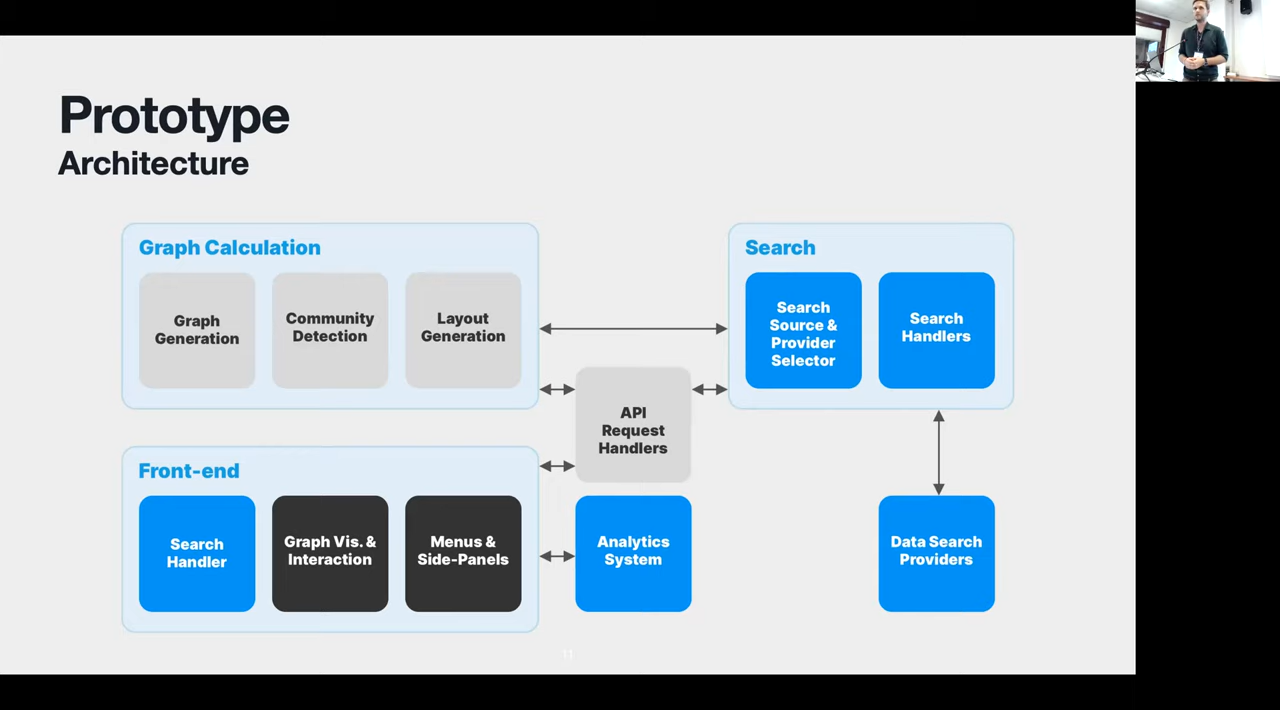 Prototype
Architecture
Graph Calculation
Graph
Generation
Community
Detection
Layout
Generation
Search
Search
Source &
Provider
Selector
Search
Handlers
API
Request
Handlers
Front-end
Search
Handler
Graph Vis. &
Interaction
Menus &
Side-Panels
Analytics
System
Data Search
Providers
11